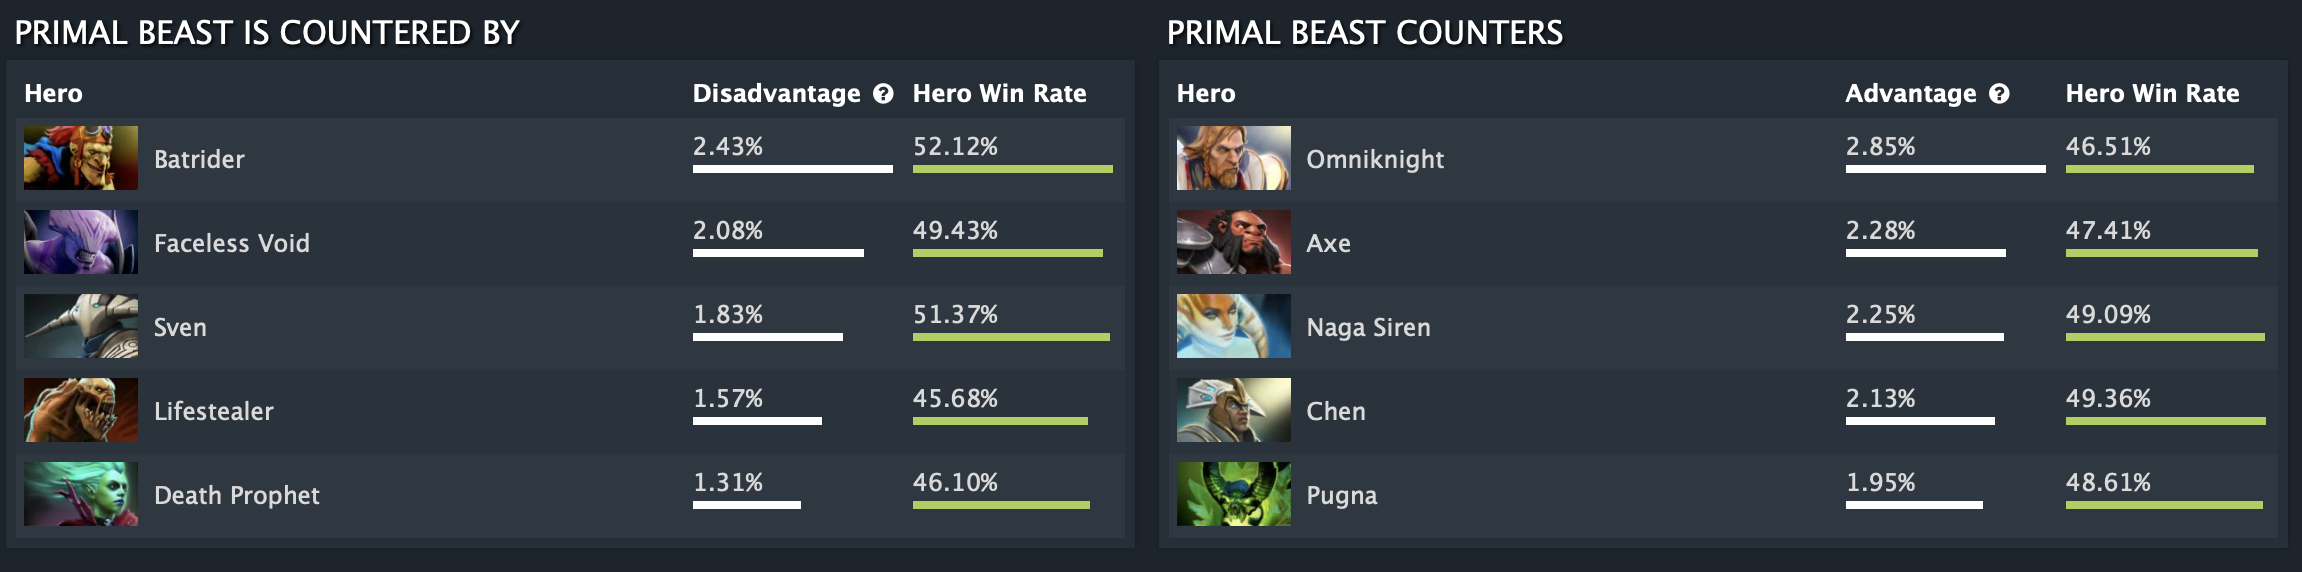 PRIMAL BEAST IS COUNTERED BY
Hero Disadvantage ? Hero Win Rate
Batrider 2.43% 52.12%
Faceless Void 2.08% 49.43%
Sven 1.83% 51.37%
Lifestealer 1.57% 45.68%
Death Prophet 1.31% 46.10%
PRIMAL BEAST COUNTERS
Hero Advantage ? Hero Win Rate
Omniknight 2.85% 46.51%
Axe 2.28% 47.41%
Naga Siren 2.25% 49.09%
Chen 2.13% 49.36%
Pugna 1.95% 48.61%